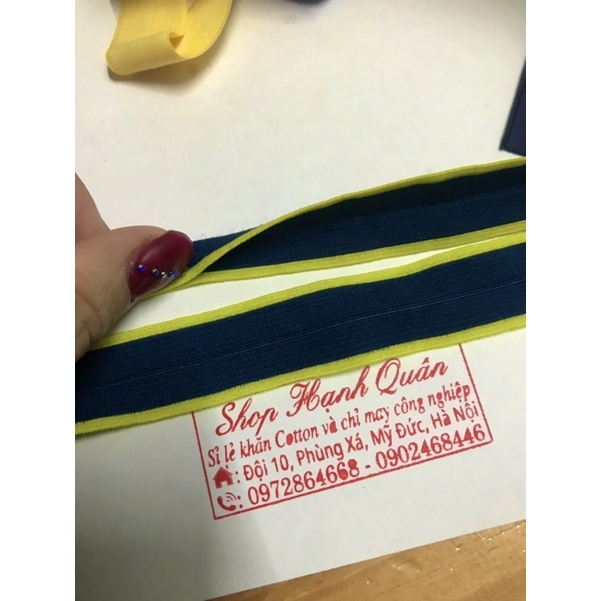 Shop Hạnh Quân
Sỉ lẻ khăn Cotton và chỉ may công nghiệp
: Đội 10, Phùng Xá, Mỹ Đức, Hà Nội
: 0972864668 - 0902468446